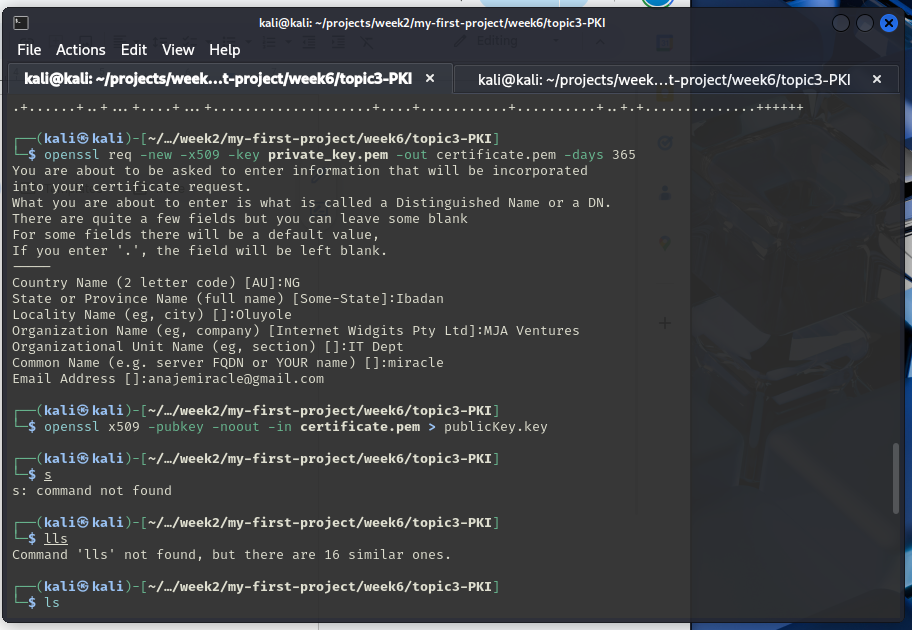 kali@kali: ~/projects/week2/my-first-project/week6/topic3-PKI
File Actions Edit View Help
kali@kali: ~/projects/week...t-project/week6/topic3-PKI × kali@kali: ~/projects/week...t-project/week6/topic3-PKI ×
.+......+..+...+....+...+....................+....+...........+..........+..+.+..............++++++
┌──(kali㉿kali)-[~/…/week2/my-first-project/week6/topic3-PKI]
└─$ openssl req -new -x509 -key private_key.pem -out certificate.pem -days 365
You are about to be asked to enter information that will be incorporated
into your certificate request.
What you are about to enter is what is called a Distinguished Name or a DN.
There are quite a few fields but you can leave some blank
For some fields there will be a default value,
If you enter '.', the field will be left blank.
-----
Country Name (2 letter code) [AU]:NG
State or Province Name (full name) [Some-State]:Ibadan
Locality Name (eg, city) []:Oluyole
Organization Name (eg, company) [Internet Widgits Pty Ltd]:MJA Ventures
Organizational Unit Name (eg, section) []:IT Dept
Common Name (e.g. server FQDN or YOUR name) []:miracle
Email Address []:anajemiracle@gmail.com
┌──(kali㉿kali)-[~/…/week2/my-first-project/week6/topic3-PKI]
└─$ openssl x509 -pubkey -noout -in certificate.pem > publicKey.key
┌──(kali㉿kali)-[~/…/week2/my-first-project/week6/topic3-PKI]
└─$ s
s: command not found
┌──(kali㉿kali)-[~/…/week2/my-first-project/week6/topic3-PKI]
└─$ lls
Command 'lls' not found, but there are 16 similar ones.
┌──(kali㉿kali)-[~/…/week2/my-first-project/week6/topic3-PKI]
└─$ ls